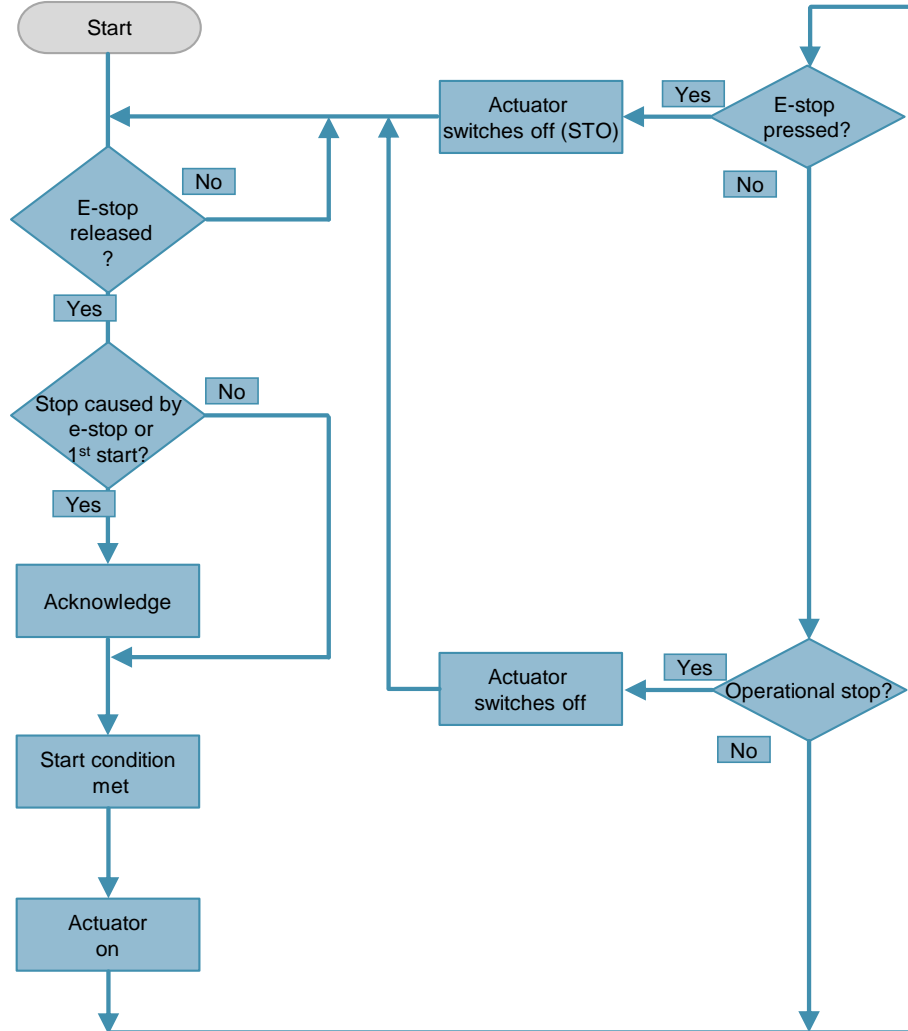 Start
Actuator
switches off (STO)
Yes
E-stop
pressed?
No
No
E-stop
released
?
Yes
No
Stop caused by
e-stop or
1st start?
Yes
Acknowledge
Actuator
switches off
Yes
Operational stop?
No
Start condition
met
Actuator
on